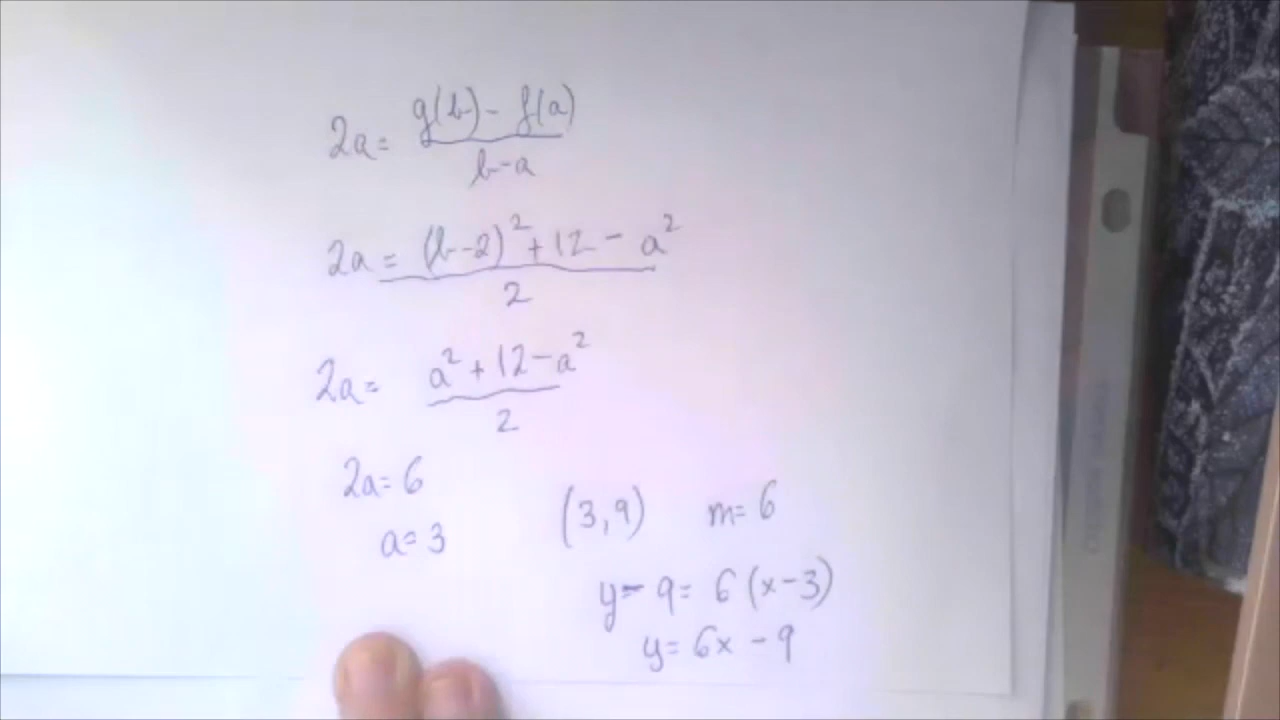 2a = g(b) - f(a) / b-a
2a = (b-2)² + 12 - a² / 2
2a = a² + 12 - a² / 2
2a = 6
a = 3
(3,9) m = 6
y - 9 = 6 (x-3)
y = 6x - 9